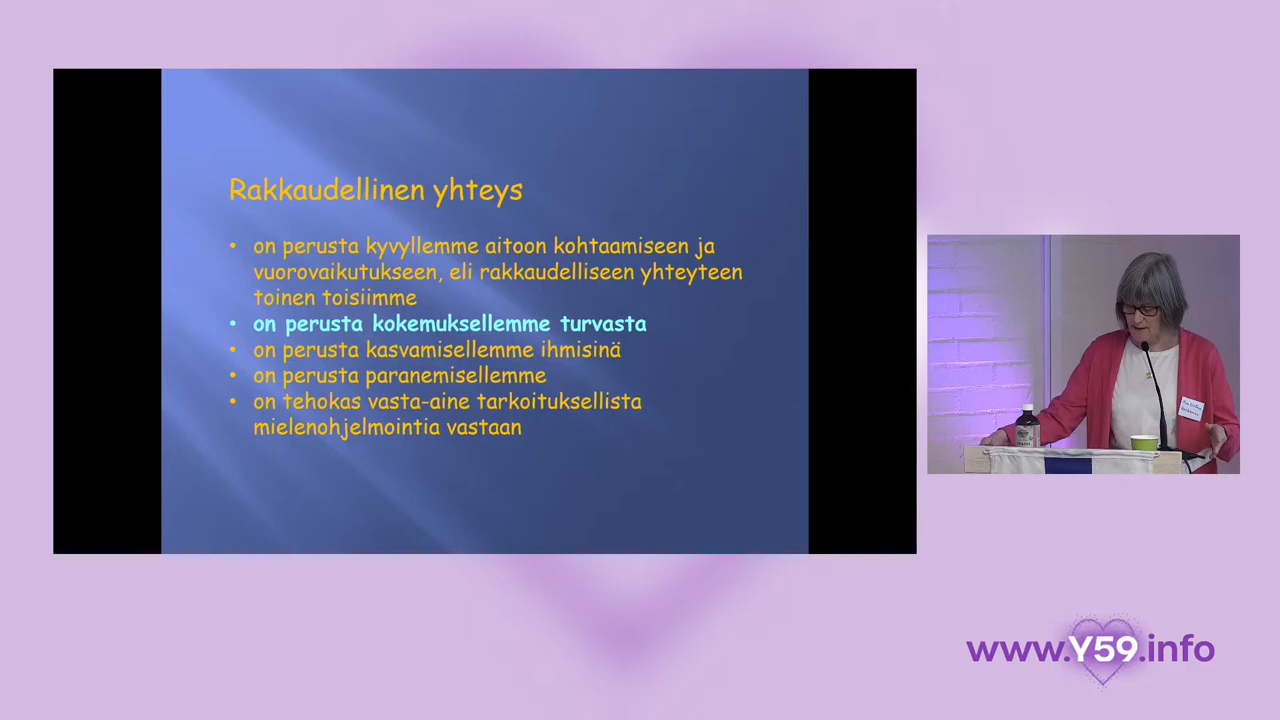 Rakkaudellinen yhteys
• on perusta kyvyllemme aitoon kohtaamiseen ja
vuorovaikutukseen, eli rakkaudelliseen yhteyteen
toinen toisiimme
• on perusta kokemuksellemme turvasta
• on perusta kasvamisellemme ihmisinä
• on perusta paranemisellemme
• on tehokas vasta-aine tarkoituksellista
mielenohjelmointia vastaan
www.Y59.info